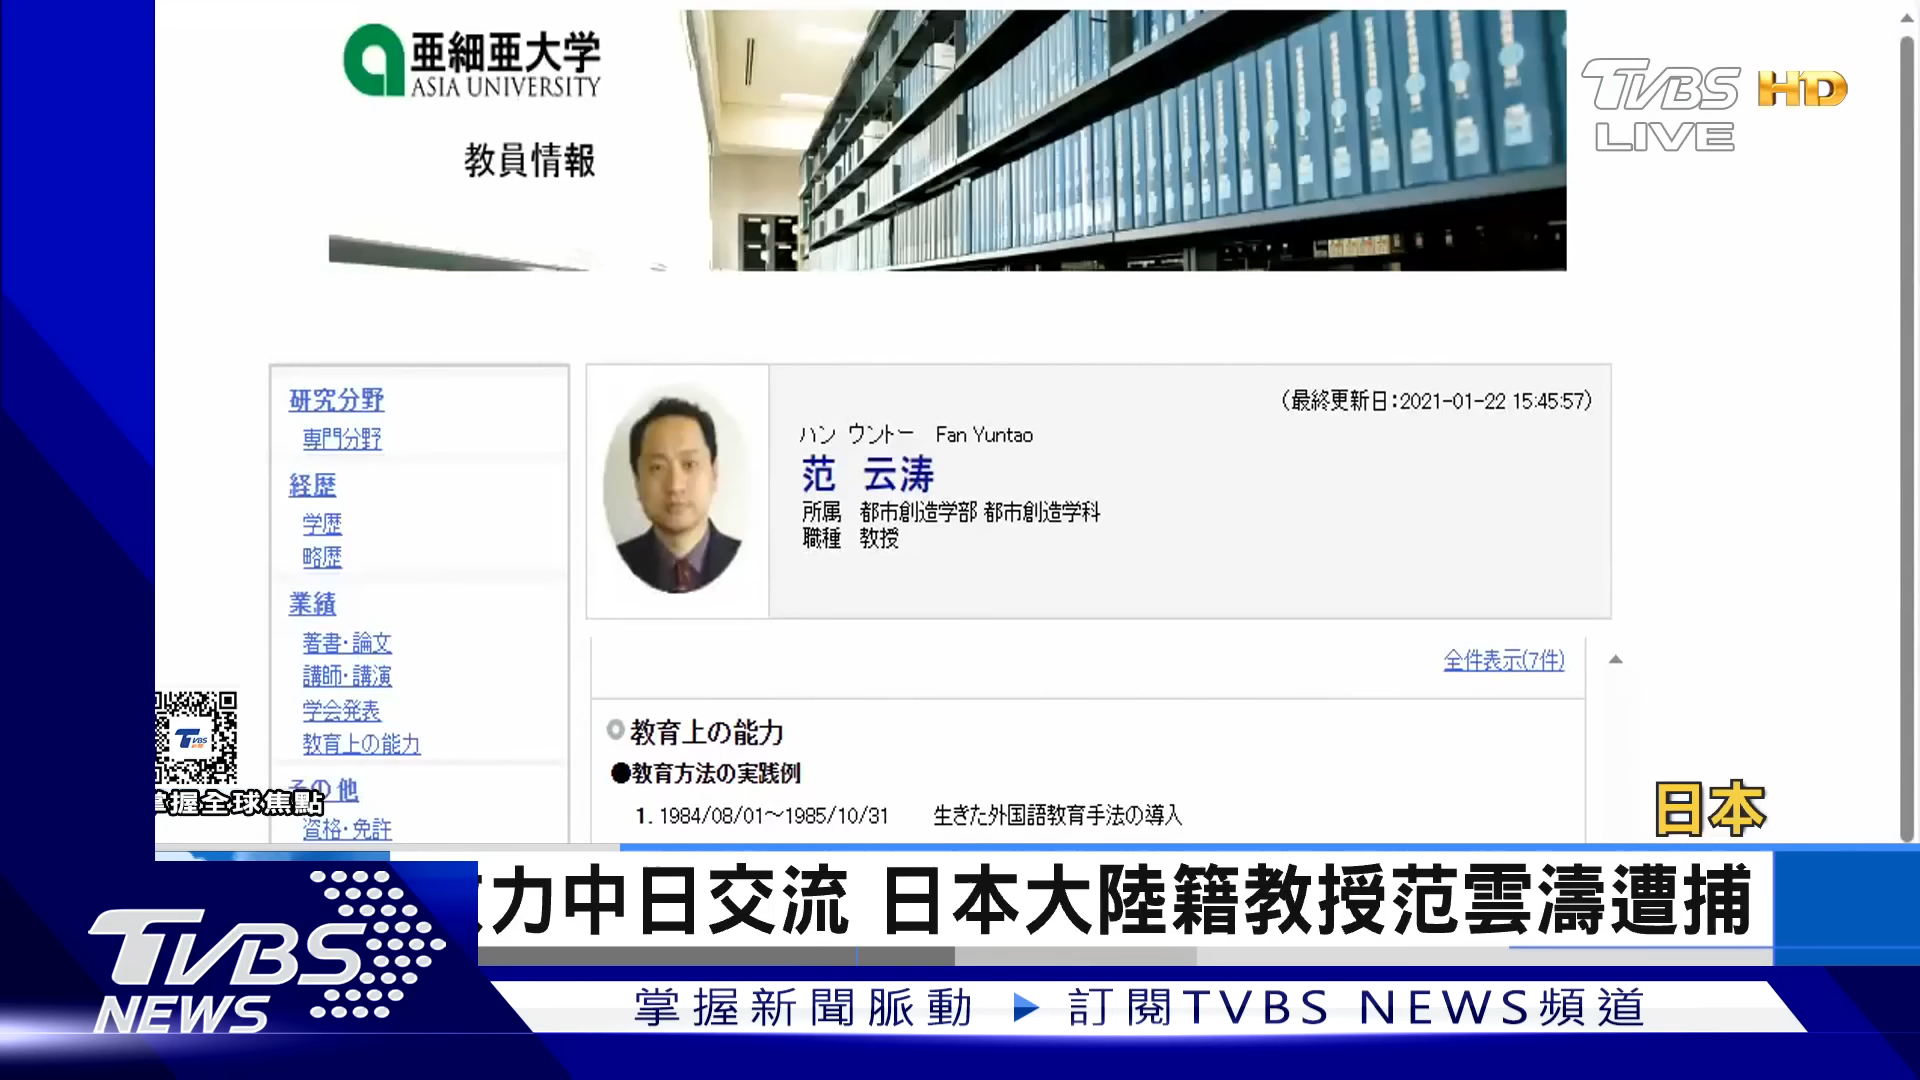 亜細亜大学
ASIA UNIVERSITY
教員情報
TVBS HD
LIVE
研究分野
専門分野
経歴
学歴
略歴
業績
著書・論文
講師・講演
学会発表
教育上の能力
その他
資格・免許
（最終更新日：2021-01-22 15:45:57）
ハン ウントー Fan Yuntao
范 云涛
所属 都市創造学部 都市創造学科
職種 教授
全件表示(7件)
教育上の能力
●教育方法の実践例
1. 1984/08/01～1985/10/31 生きた外国語教育手法の導入
TVBS
掌握全球焦點
日本
力中日交流 日本大陸籍教授范雲濤遭捕
TVBS
NEWS
掌握新聞脈動 ▶ 訂閱TVBS NEWS頻道